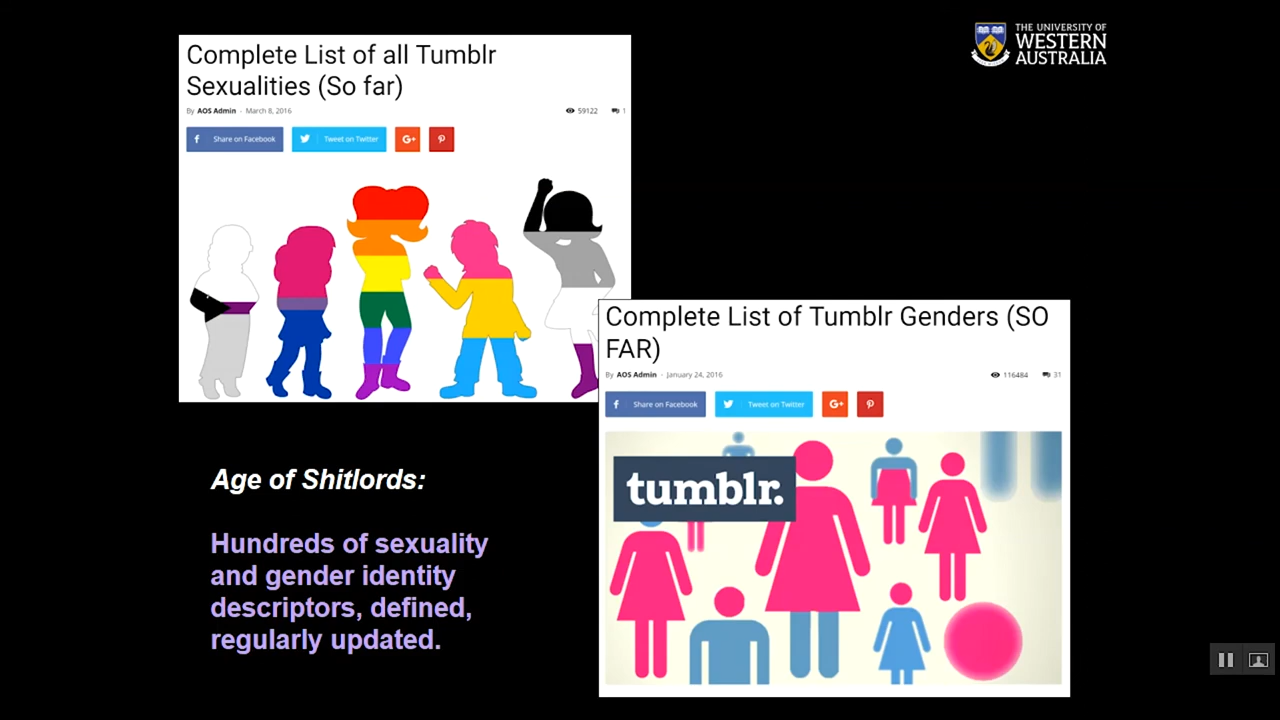 THE UNIVERSITY OF
WESTERN
AUSTRALIA
Complete List of all Tumblr
Sexualities (So far)
By AOS Admin - March 8, 2016 59122 1
Share on Facebook Tweet on Twitter G+
Complete List of Tumblr Genders (SO
FAR)
By AOS Admin - January 24, 2016 116484 31
Share on Facebook Tweet on Twitter G+
tumblr.
Age of Shitlords:
Hundreds of sexuality
and gender identity
descriptors, defined,
regularly updated.